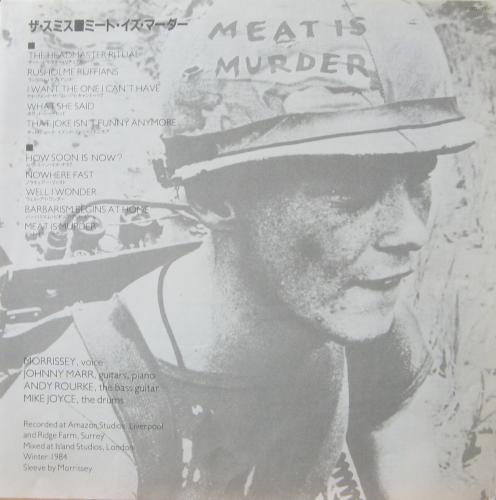 ザ・スミス■ミート・イズ・マーダー
MEAT IS
MURDER
■
THE HEADMASTER RITUAL
RUSHOLME RUFFIANS
I WANT THE ONE I CAN'T HAVE
WHAT SHE SAID
THAT JOKE ISN'T FUNNY ANYMORE
■
HOW SOON IS NOW?
NOWHERE FAST
WELL I WONDER
BARBARISM BEGINS AT HOME
MEAT IS MURDER
MORRISSEY, voice
JOHNNY MARR, guitars, piano
ANDY ROURKE, the bass guitar
MIKE JOYCE, the drums
Recorded at Amazon Studios, Liverpool
and Ridge Farm, Surrey
Mixed at Island Studios, London
Winter 1984
Sleeve by Morrissey